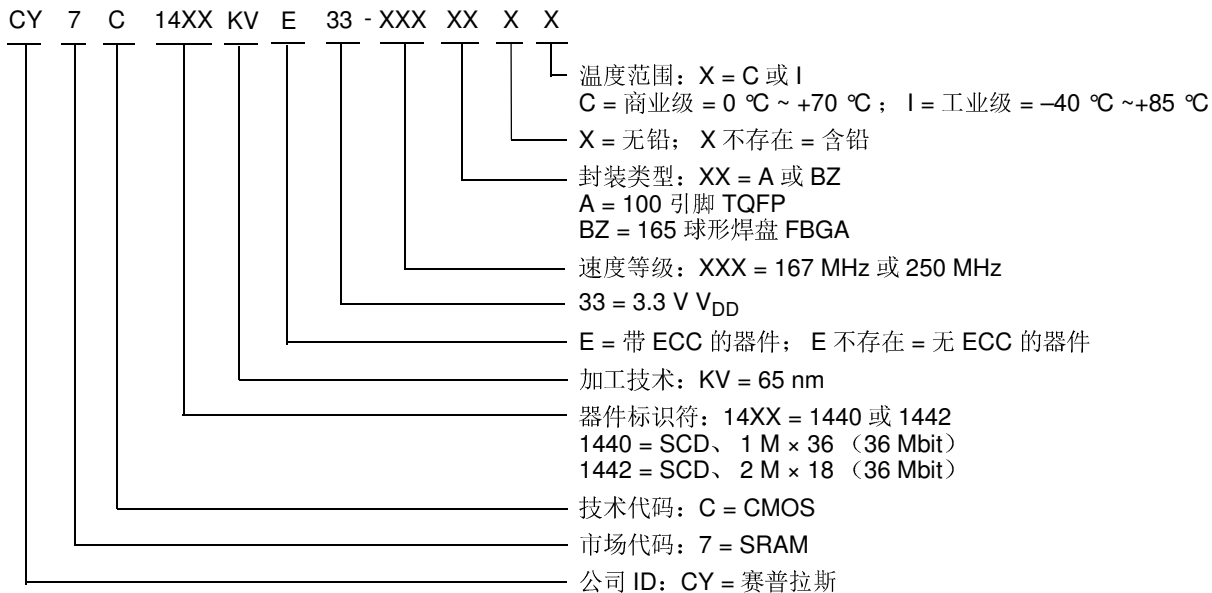 CY 7 C 14XX KV E 33 - XXX XX X X
温度范围：X = C 或 I
C = 商业级 = 0 ℃ ~ +70 ℃； I = 工业级 = –40 ℃ ~+85 ℃
X = 无铅； X 不存在 = 含铅
封装类型：XX = A 或 BZ
A = 100 引脚 TQFP
BZ = 165 球形焊盘 FBGA
速度等级：XXX = 167 MHz 或 250 MHz
33 = 3.3 V VDD
E = 带 ECC 的器件； E 不存在 = 无 ECC 的器件
加工技术：KV = 65 nm
器件标识符：14XX = 1440 或 1442
1440 = SCD、 1 M × 36 （36 Mbit）
1442 = SCD、 2 M × 18 （36 Mbit）
技术代码：C = CMOS
市场代码：7 = SRAM
公司 ID：CY = 赛普拉斯